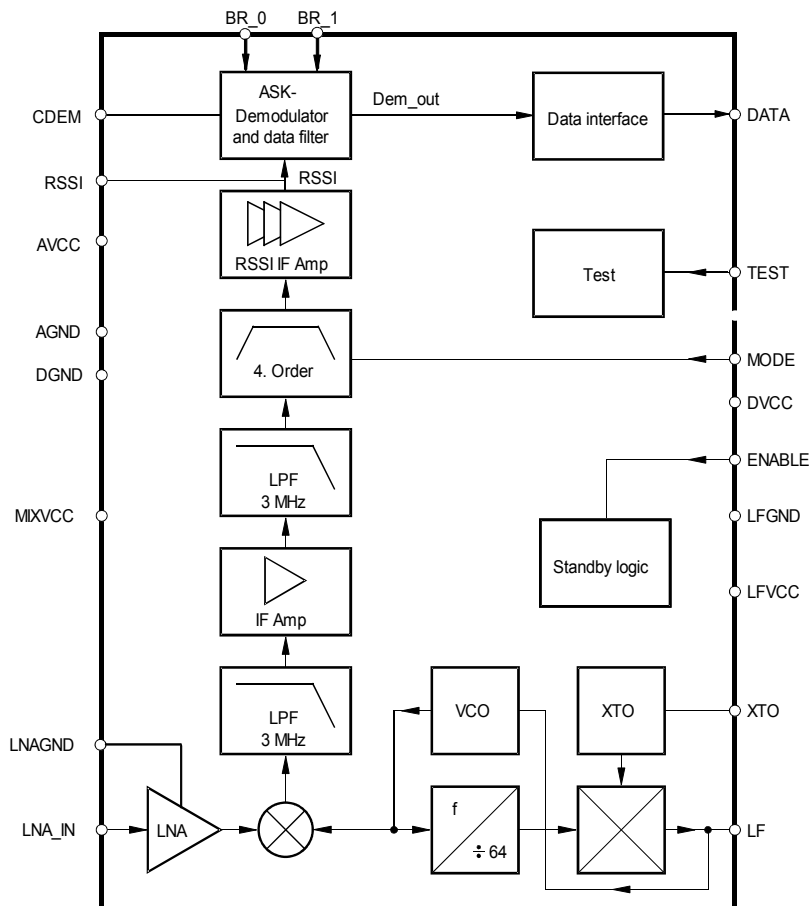 BR_0
BR_1
ASK-
Demodulator
and data filter
Dem_out
Data interface
DATA
CDEM
RSSI
RSSI
RSSI IF Amp
AVCC
Test
TEST
AGND
4. Order
MODE
DGND
DVCC
LPF
3 MHz
ENABLE
MIXVCC
LFGND
Standby logic
IF Amp
LFVCC
LPF
3 MHz
VCO
XTO
XTO
LNAGND
LNA_IN
LNA
f
÷ 64
LF